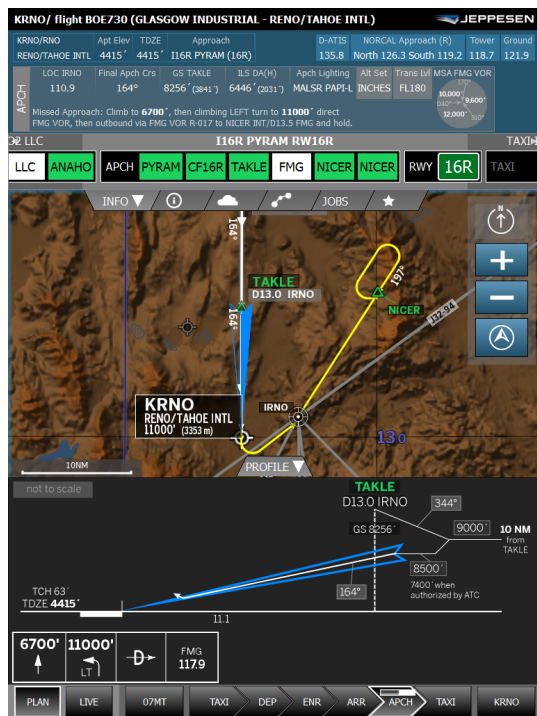 KRNO/ flight BOE730 (GLASGOW INDUSTRIAL - RENO/TAHOE INTL)
JEPPESEN
KRNO/RNO Apt Elev TDZE Approach D-ATIS NORCAL Approach (R) Tower Ground
RENO/TAHOE INTL 4415´ 4415´ I16R PYRAM (16R) 135.8 North 126.3 South 119.2 118.7 121.9
APCH
LOC IRNO Final Aph Crs GS TAKLE ILS DA(H) Aph Lighting Alt Set Trans Lvl MSA FMG VOR
110.9 164° 8256´(3841´) 6446´(2031´) MALSR PAPI-L INCHES FL180
170°
10,000´
040°
9,600´
12,000´
310°
Missed Approach: Climb to 6700´, then climbing LEFT turn to 11000´ direct
FMG VOR, then outbound via FMG VOR R-017 to NICER INT/D13.5 FMG and hold.
LLC I16R PYRAM RW16R TAXI
LLC ANAHO APCH PYRAM CF16R TAKLE FMG NICER NICER RWY 16R TAXI
INFO JOBS
N
164°
197°
TAKLE
D13.0 IRNO
NICER
J32-94
164°
KRNO
RENO/TAHOE INTL
11000' (3353 m)
IRNO
130
10NM
PROFILE
not to scale
TAKLE
D13.0 IRNO
344°
GS 8256´
9000´ 10 NM
from
TAKLE
8500´
7400´when
authorized by ATC
164°
TCH 63´
TDZE 4415´
11.1
6700' 11000'
LT
D
FMG
117.9
PLAN LIVE 07MT TAXI DEP ENR ARR APCH TAXI KRNO